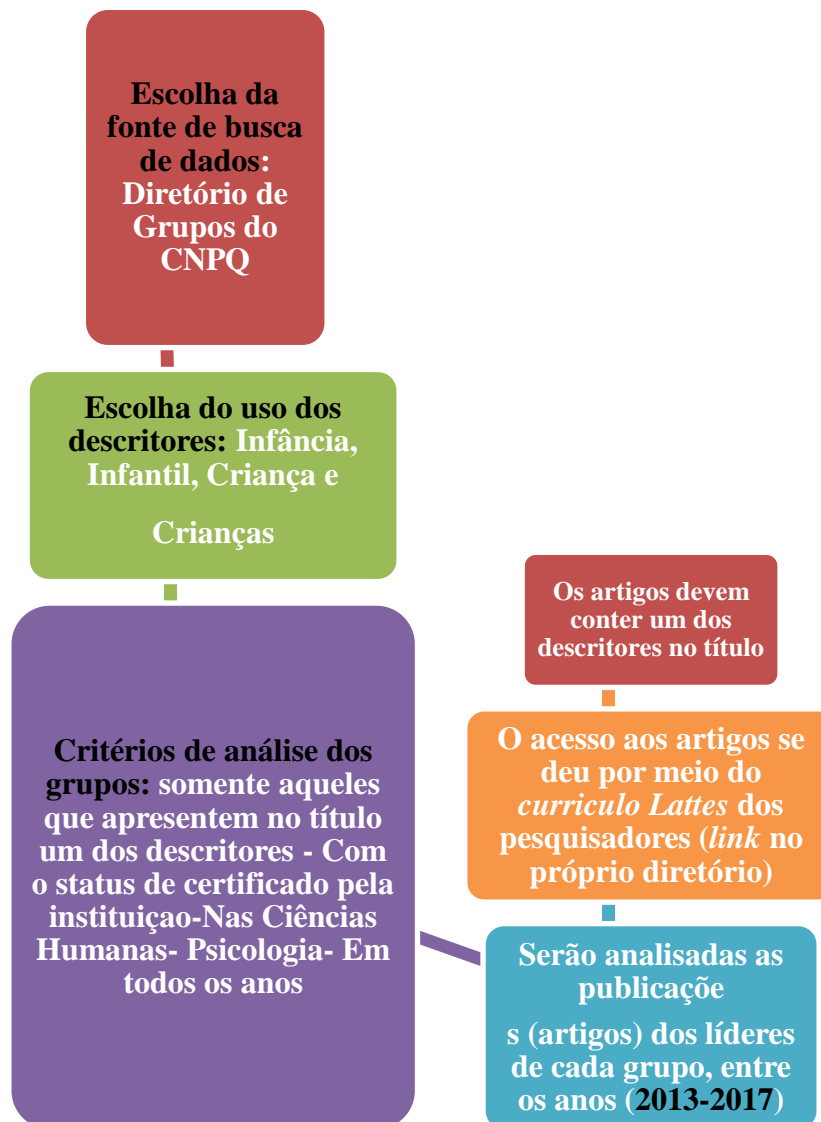 Escolha da
fonte de busca
de dados:
Diretório de
Grupos do
CNPQ
Escolha do uso dos
descritores: Infância,
Infantil, Criança e
Crianças
Critérios de análise dos
grupos: somente aqueles
que apresentem no título
um dos descritores - Com
o status de certificado pela
instituiçao-Nas Ciências
Humanas- Psicologia- Em
todos os anos
Serão analisadas as
publicaçõe
s (artigos) dos líderes
de cada grupo, entre
os anos (2013-2017)
O acesso aos artigos se
deu por meio do
curriculo Lattes dos
pesquisadores (link no
próprio diretório)
Os artigos devem
conter um dos
descritores no título